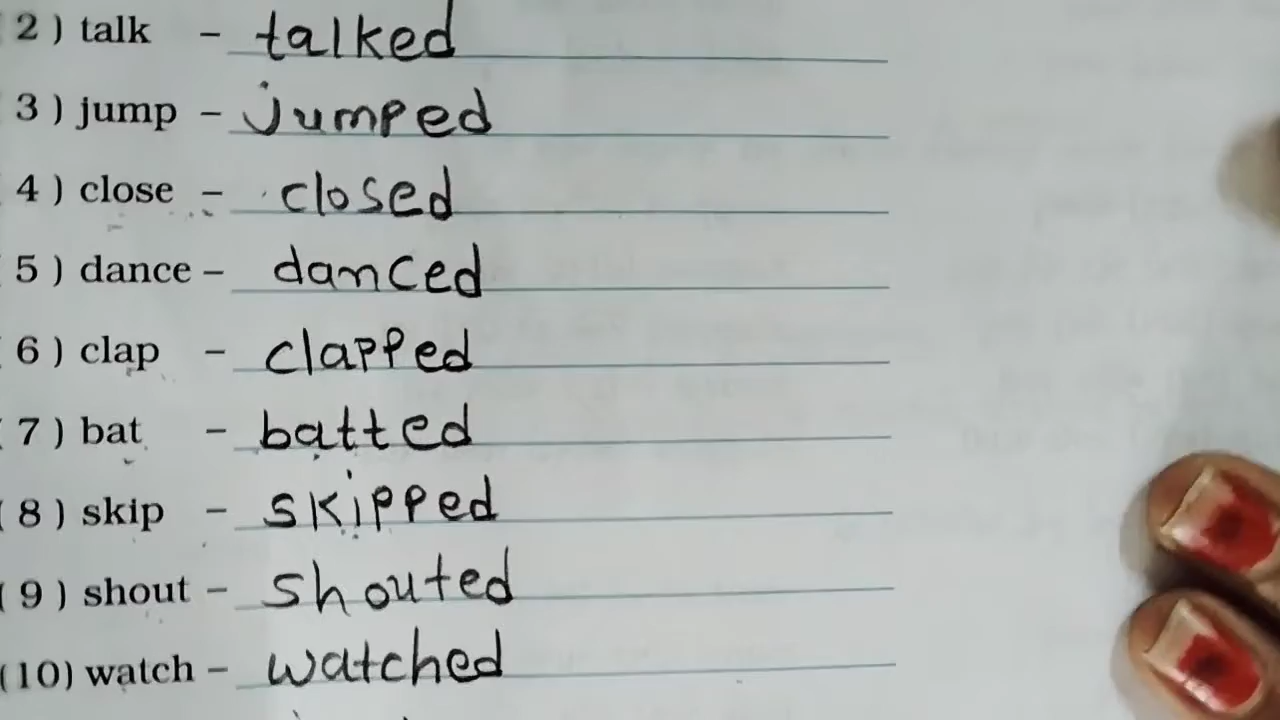 2 ) talk - talked
3 ) jump - jumped
4 ) close - closed
5 ) dance - danced
6 ) clap - clapped
7 ) bat - batted
( 8 ) skip - skipped
( 9 ) shout - shouted
(10) watch - watched